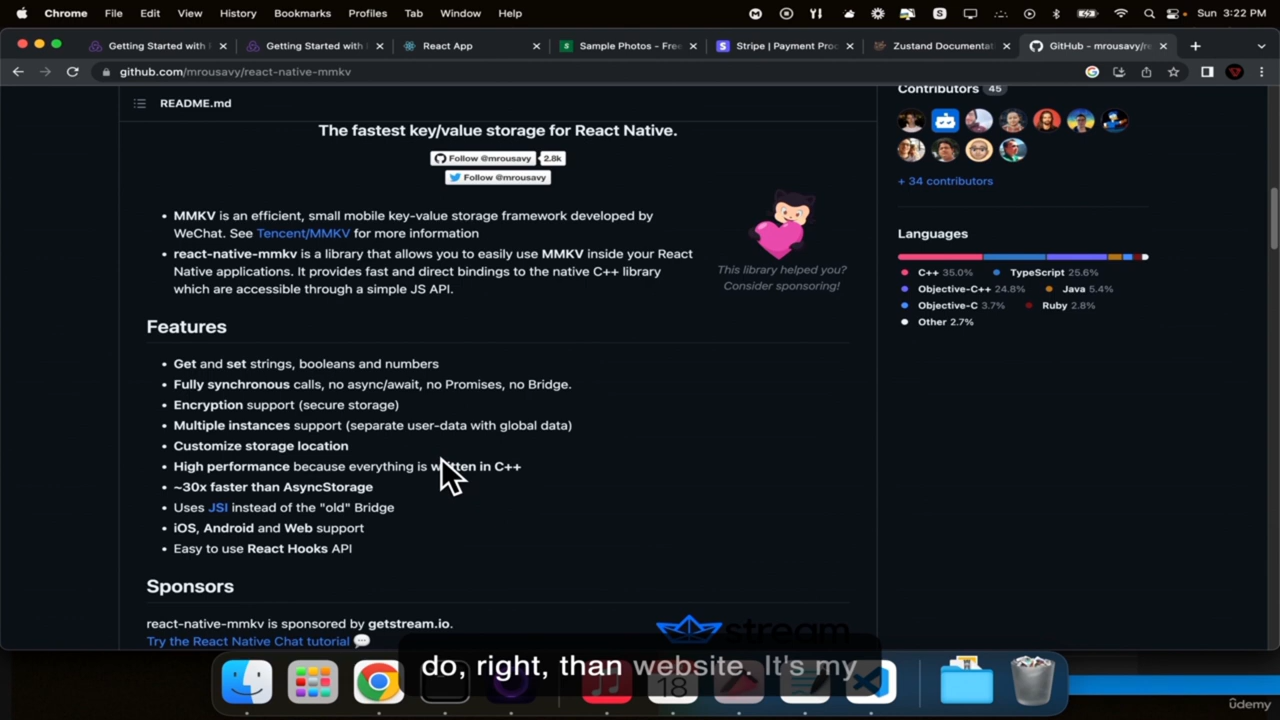 Chrome File Edit View History Bookmarks Profiles Tab Window Help Sun 3:22 PM
Getting Started with Getting Started with React App Sample Photos - Free Stripe | Payment Proc Zustand Documentat GitHub - mrousavy/re
github.com/mrousavy/react-native-mmkv
README.md
The fastest key/value storage for React Native.
Follow @mrousavy 2.8k
Follow @mrousavy
• MMKV is an efficient, small mobile key-value storage framework developed by
WeChat. See Tencent/MMKV for more information
• react-native-mmkv is a library that allows you to easily use MMKV inside your React
Native applications. It provides fast and direct bindings to the native C++ library
which are accessible through a simple JS API.
This library helped you?
Consider sponsoring!
Features
• Get and set strings, booleans and numbers
• Fully synchronous calls, no async/await, no Promises, no Bridge.
• Encryption support (secure storage)
• Multiple instances support (separate user-data with global data)
• Customize storage location
• High performance because everything is written in C++
• ~30x faster than AsyncStorage
• Uses JSI instead of the "old" Bridge
• iOS, Android and Web support
• Easy to use React Hooks API
Sponsors
react-native-mmkv is sponsored by getstream.io.
Try the React Native Chat tutorial
stream
Contributors 45
+ 34 contributors
Languages
C++ 35.0% TypeScript 25.6%
Objective-C++ 24.8% Java 5.4%
Objective-C 3.7% Ruby 2.8%
Other 2.7%
do, right, than website. It's my
18
ûdemy